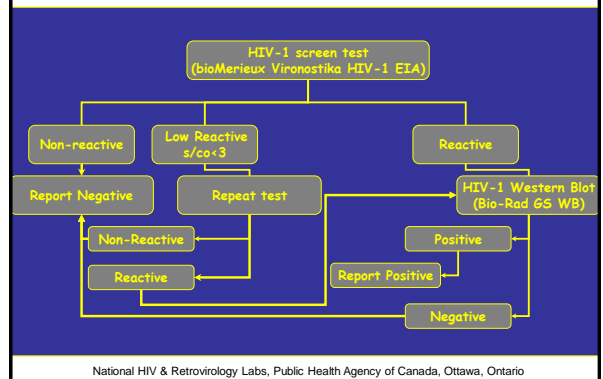 HIV-1 screen test
(bioMerieux Vironostika HIV-1 EIA)
Non-reactive
Low Reactive
s/co<3
Reactive
Report Negative
Repeat test
HIV-1 Western Blot
(Bio-Rad GS WB)
Non-Reactive
Positive
Reactive
Report Positive
Negative
National HIV & Retrovirology Labs, Public Health Agency of Canada, Ottawa, Ontario